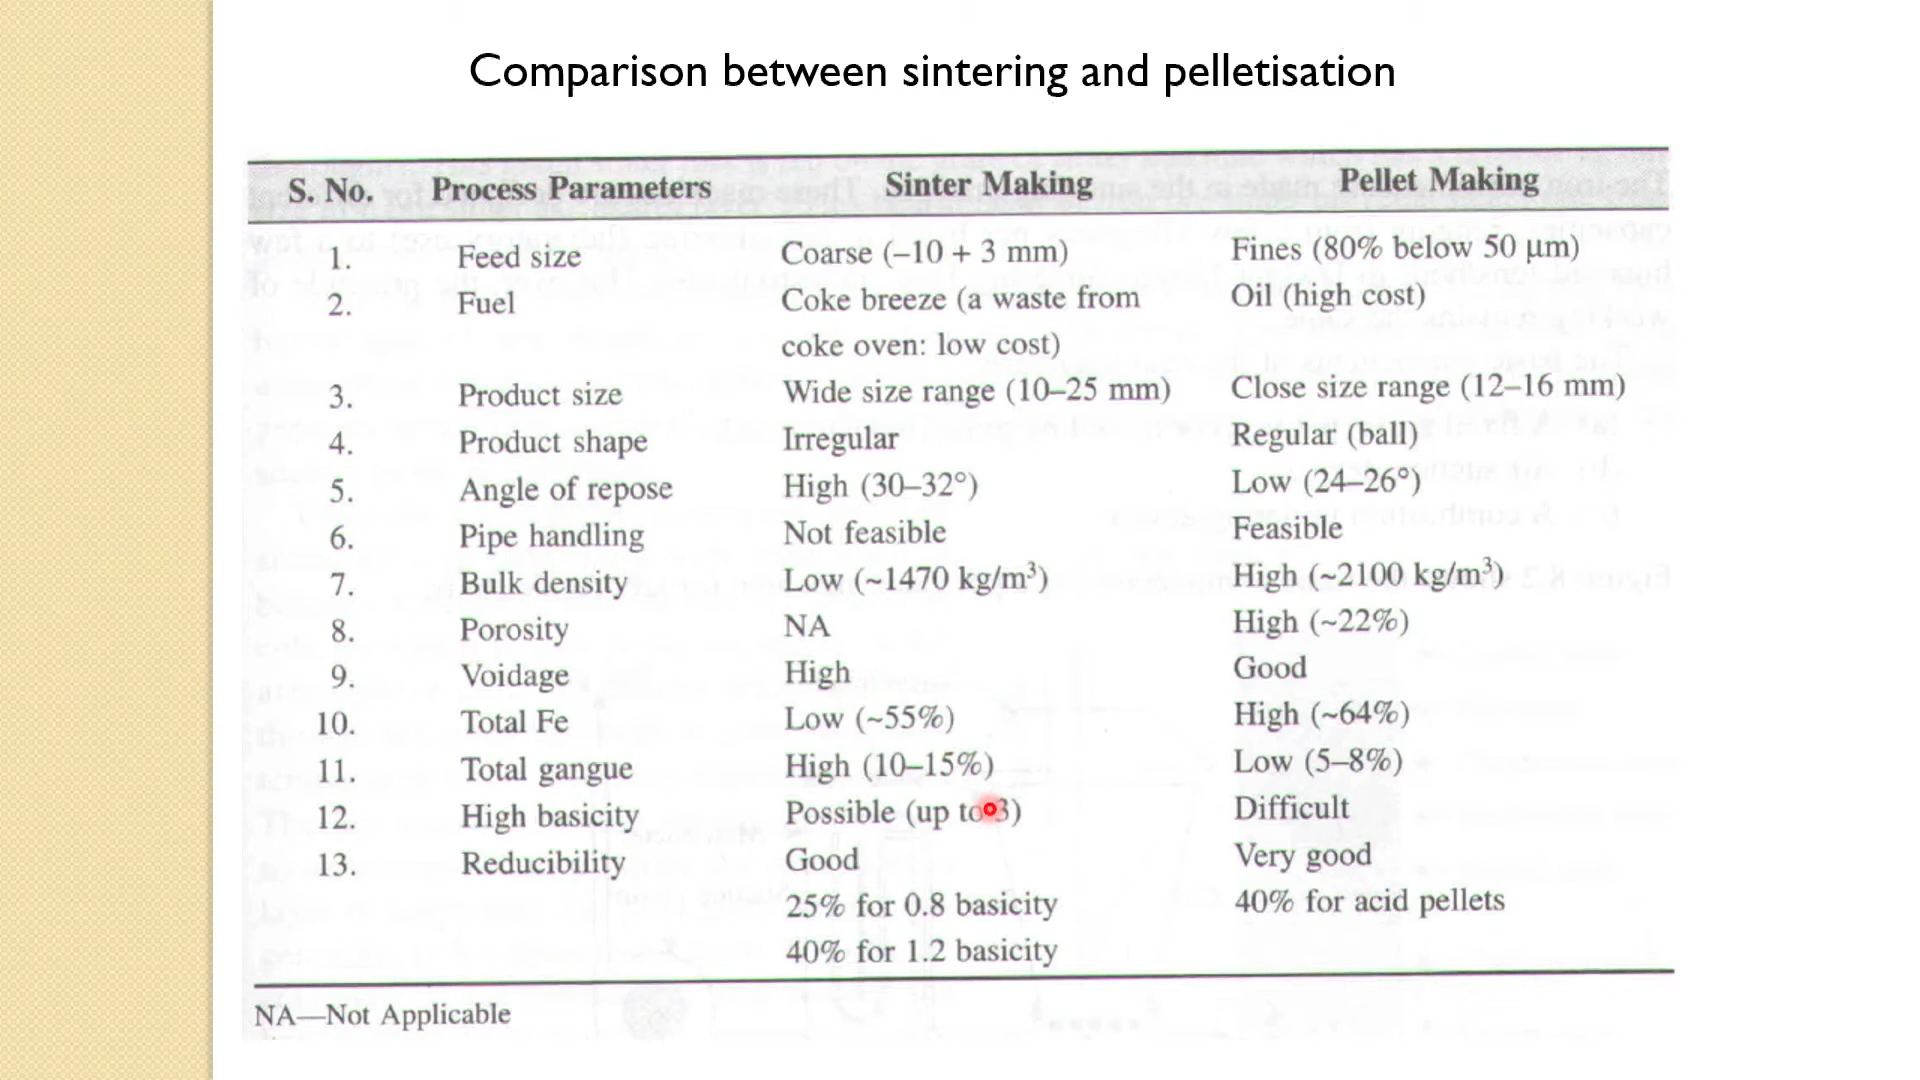 Comparison between sintering and pelletisation
S. No. Process Parameters Sinter Making Pellet Making
1. Feed size Coarse (–10 + 3 mm) Fines (80% below 50 μm)
2. Fuel Coke breeze (a waste from Oil (high cost)
coke oven: low cost)
3. Product size Wide size range (10–25 mm) Close size range (12–16 mm)
4. Product shape Irregular Regular (ball)
5. Angle of repose High (30–32°) Low (24–26°)
6. Pipe handling Not feasible Feasible
7. Bulk density Low (~1470 kg/m³) High (~2100 kg/m³)
8. Porosity NA High (~22%)
9. Voidage High Good
10. Total Fe Low (~55%) High (~64%)
11. Total gangue High (10–15%) Low (5–8%)
12. High basicity Possible (up to 3) Difficult
13. Reducibility Good Very good
25% for 0.8 basicity 40% for acid pellets
40% for 1.2 basicity
NA—Not Applicable